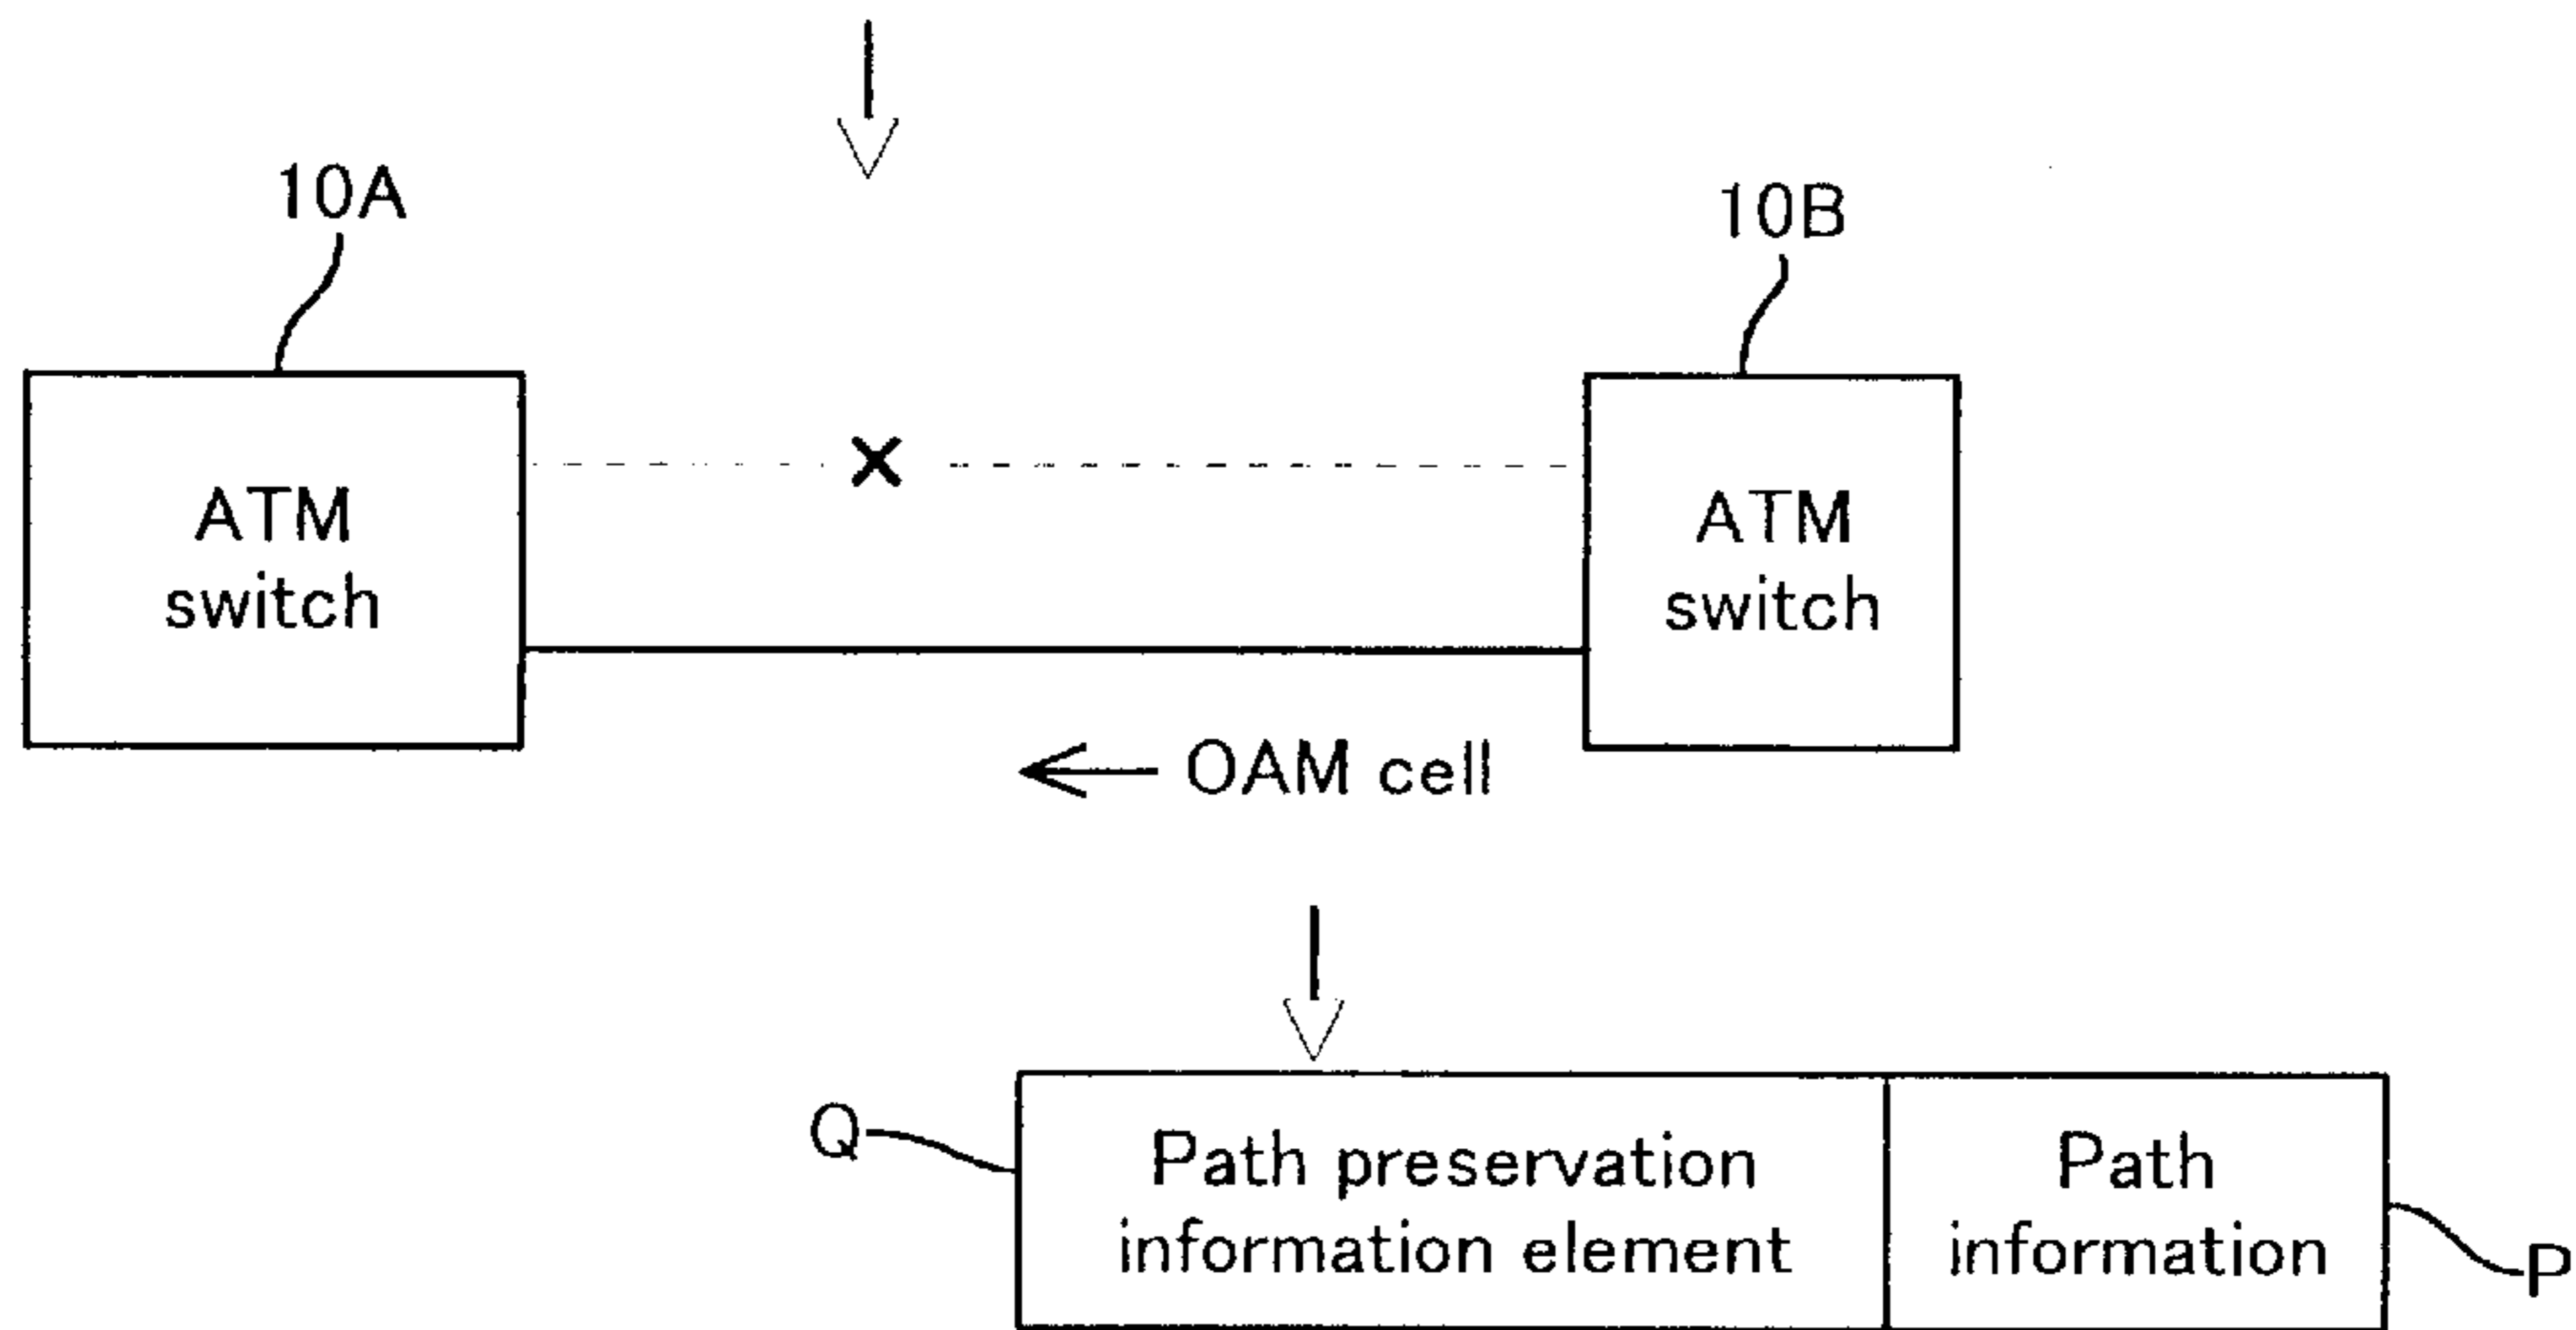 10A
10B
ATM
switch
ATM
switch
OAM cell
Q
Path preservation
information element
Path
information
P